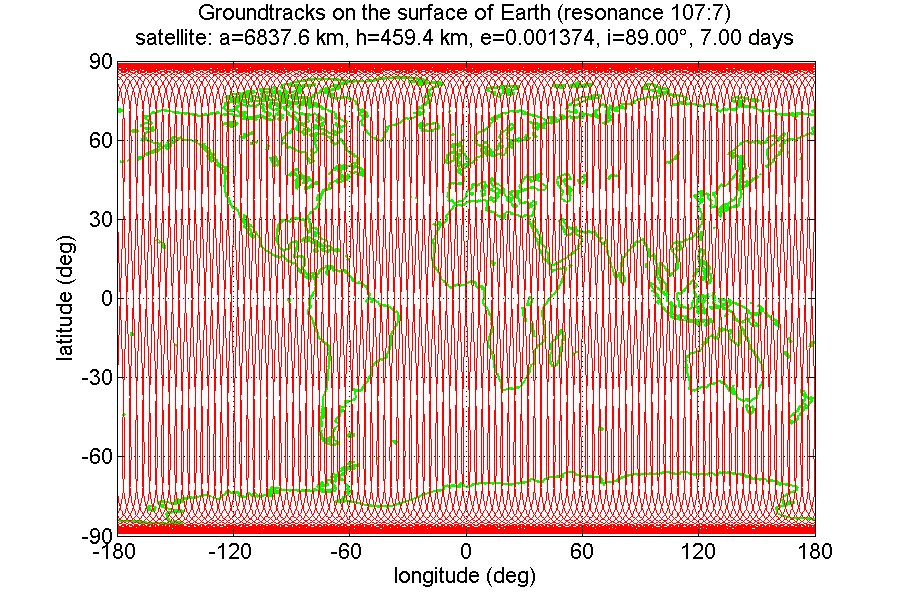 Groundtracks on the surface of Earth (resonance 107:7)
satellite: a=6837.6 km, h=459.4 km, e=0.001374, i=89.00°, 7.00 days
90
60
30
0
-30
-60
-90
latitude (deg)
-180 -120 -60 0 60 120 180
longitude (deg)